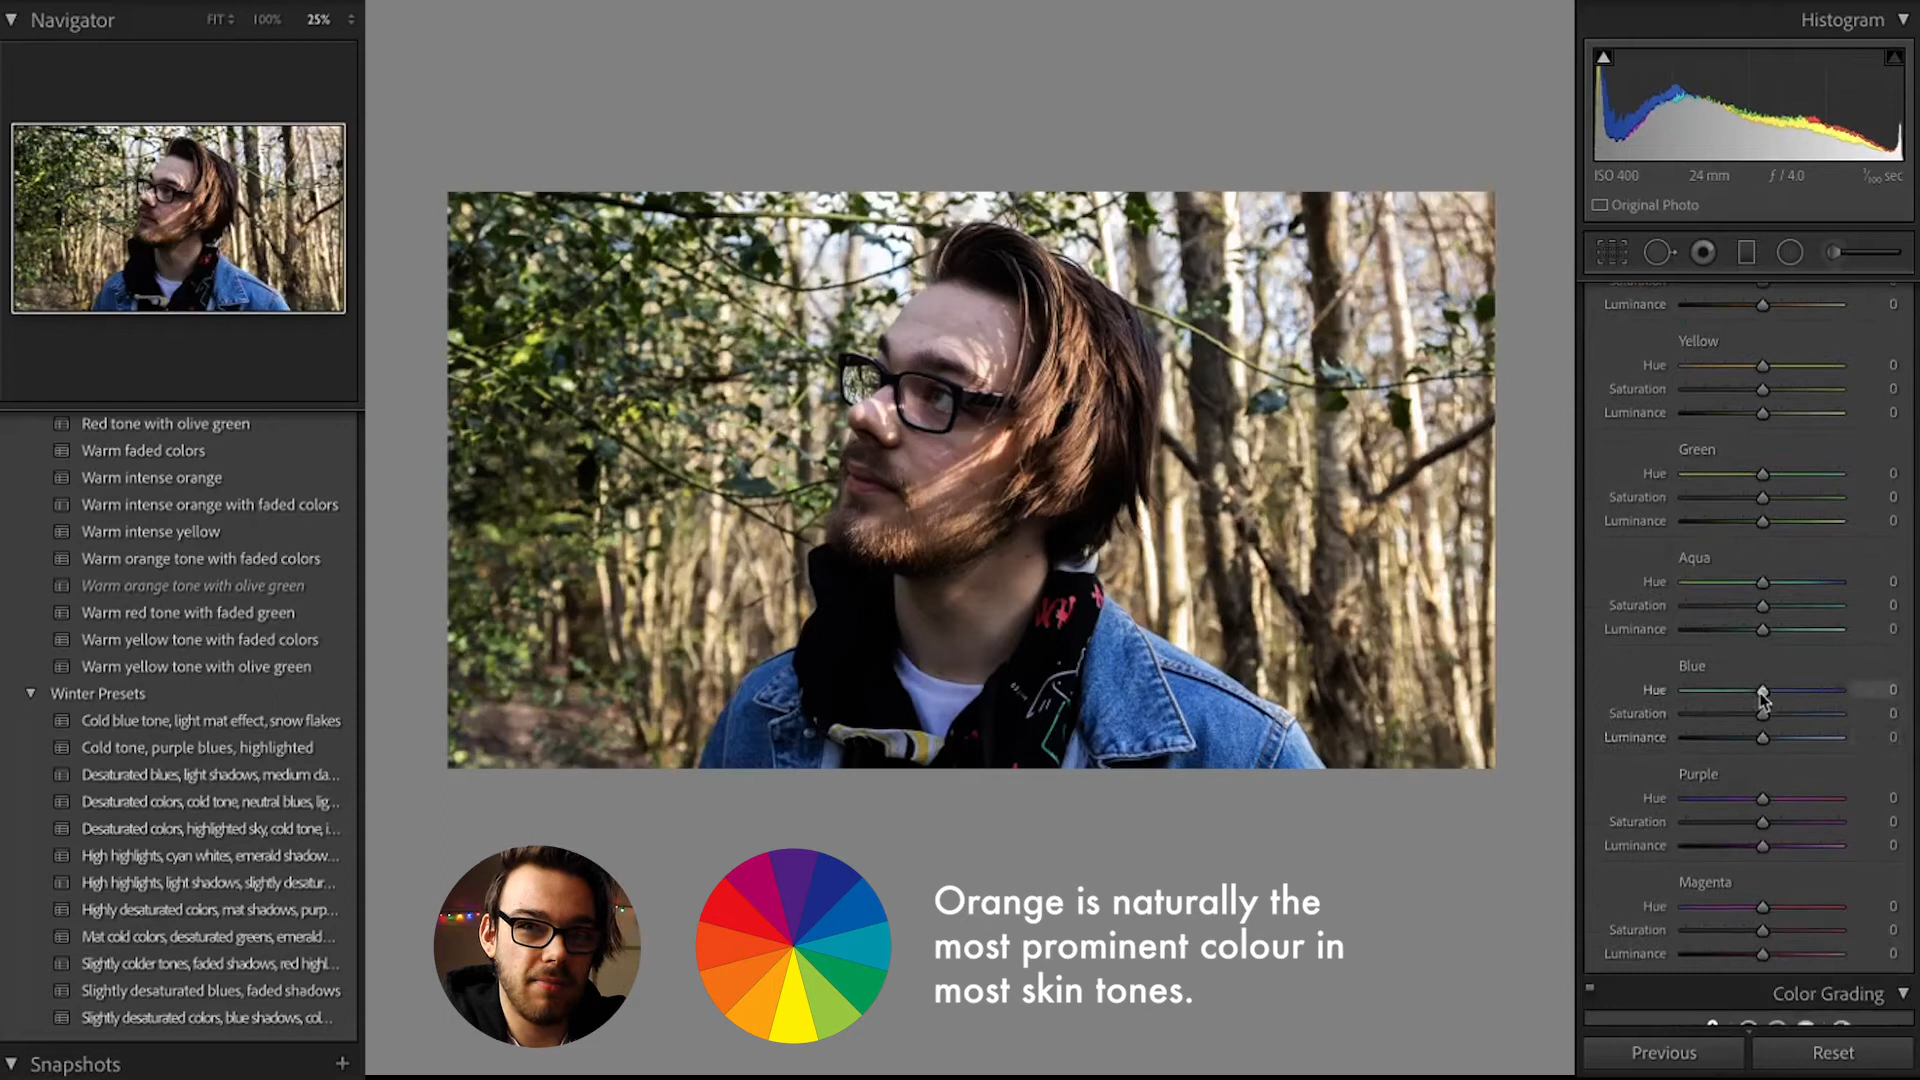 Navigator
FIT
100%
25%
Red tone with olive green
Warm faded colors
Warm intense orange
Warm intense orange with faded colors
Warm intense yellow
Warm orange tone with faded colors
Warm orange tone with olive green
Warm red tone with faded green
Warm yellow tone with faded colors
Warm yellow tone with olive green
Winter Presets
Cold blue tone, light mat effect, snow flakes
Cold tone, purple blues, highlighted
Desaturated blues, light shadows, medium da...
Desaturated colors, cold tone, neutral blues, lig...
Desaturated colors, highlighted sky, cold tone, i...
High highlights, cyan whites, emerald shadow...
High highlights, light shadows, slightly desatur...
Highly desaturated colors, mat shadows, purp...
Mat cold colors, desaturated greens, emerald...
Slightly colder tones, faded shadows, red highl...
Slightly desaturated blues, faded shadows
Slightly desaturated colors, blue shadows, col...
Snapshots +
Orange is naturally the
most prominent colour in
most skin tones.
Histogram
ISO 400 24 mm ƒ / 4.0 1/100 sec
Original Photo
Saturation
Luminance 0
Yellow
Hue 0
Saturation 0
Luminance 0
Green
Hue 0
Saturation 0
Luminance 0
Aqua
Hue 0
Saturation 0
Luminance 0
Blue
Hue 0
Saturation 0
Luminance 0
Purple
Hue 0
Saturation 0
Luminance 0
Magenta
Hue 0
Saturation 0
Luminance 0
Color Grading
Previous
Reset